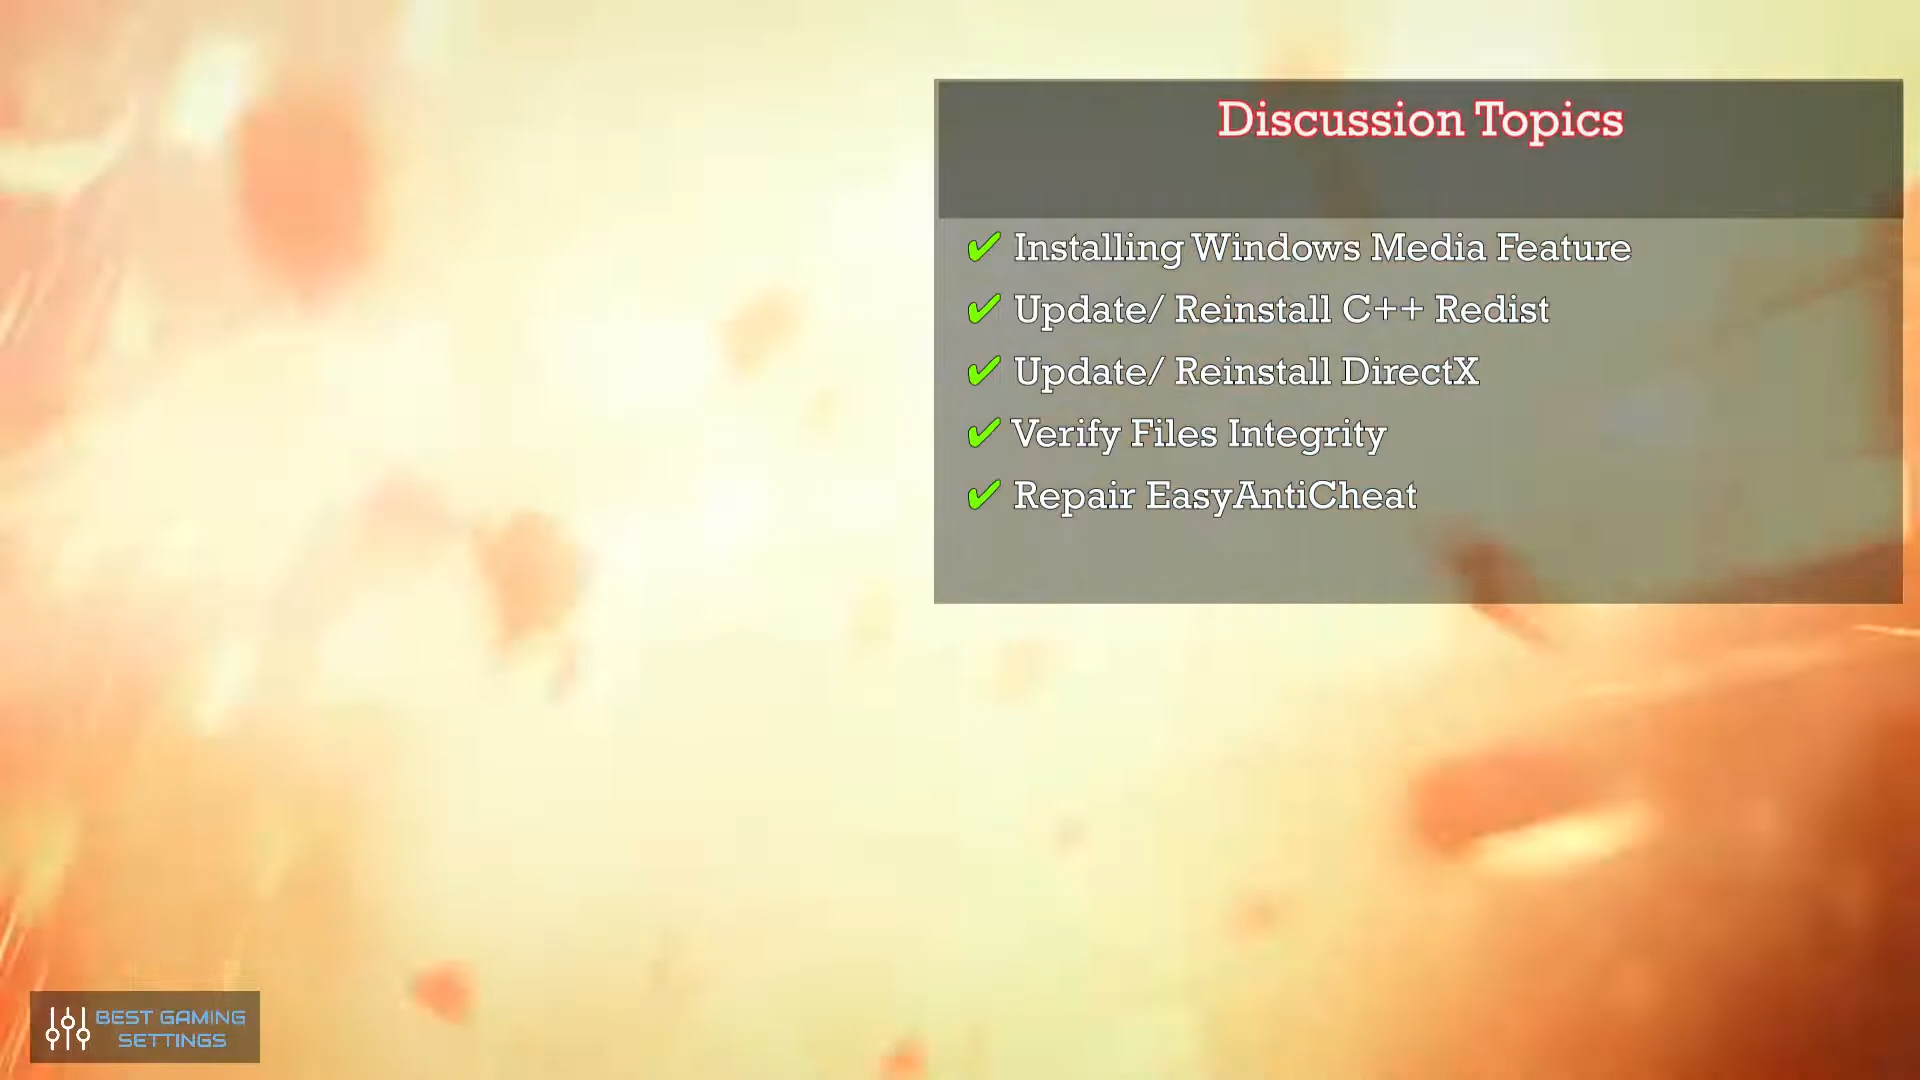 Discussion Topics
✔ Installing Windows Media Feature
✔ Update/ Reinstall C++ Redist
✔ Update/ Reinstall DirectX
✔ Verify Files Integrity
✔ Repair EasyAntiCheat
BEST GAMING
SETTINGS